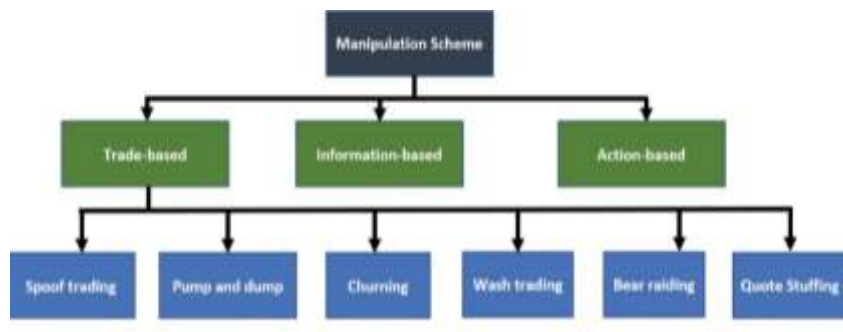 Manipulation Scheme
Trade-based
Information-based
Action-based
Spoof trading
Pump and dump
Churning
Wash trading
Bear raiding
Quote Stuffing